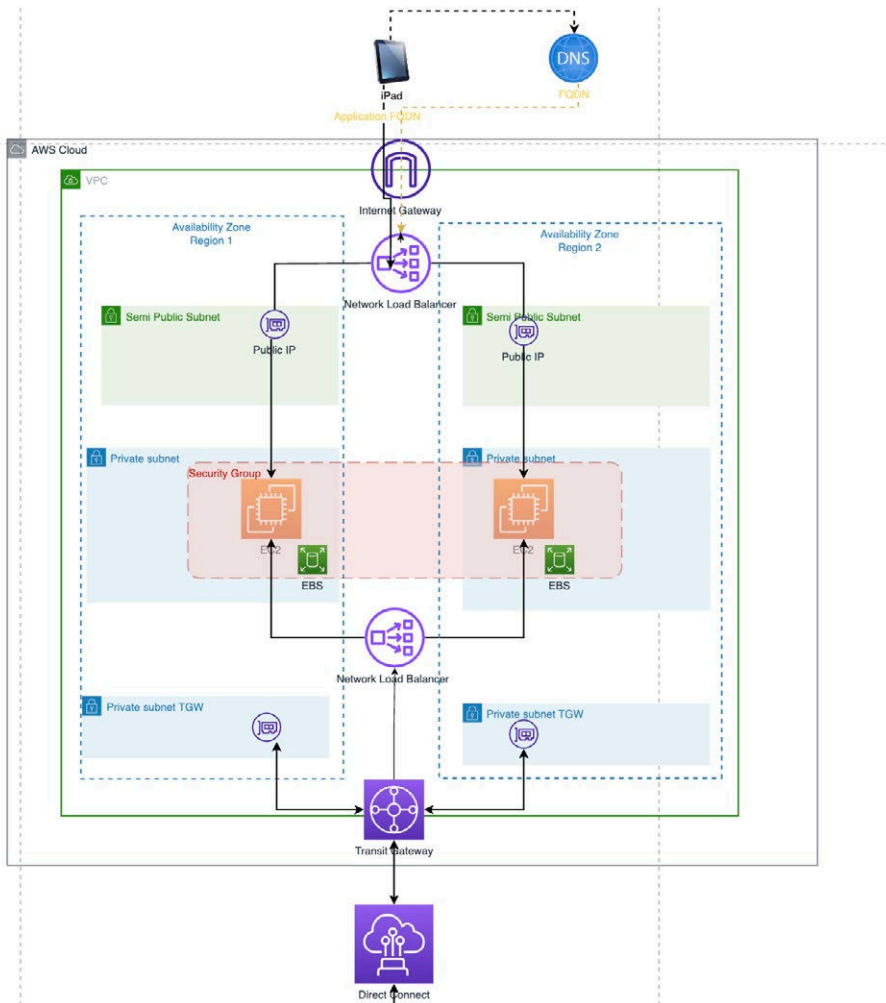 DNS
iPad
FQDN
Application FQDN
AWS Cloud
VPC
Internet Gateway
Availability Zone
Region 1
Availability Zone
Region 2
Network Load Balancer
Semi Public Subnet
Semi Public Subnet
Public IP
Public IP
Private subnet
Private subnet
Security Group
EC2
EC2
EBS
EBS
Network Load Balancer
Private subnet TGW
Private subnet TGW
Transit Gateway
Direct Connect